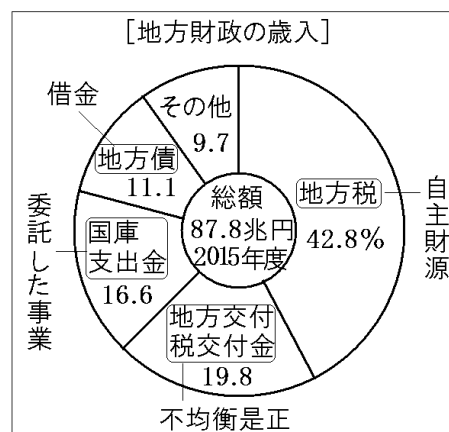 [地方財政の歳入]
借金
その他
9.7
地方債
11.1
総額
87.8兆円
2015年度
地方税
42.8%
自主財源
委託した事業
国庫
支出金
16.6
地方交付
税交付金
19.8
不均衡是正